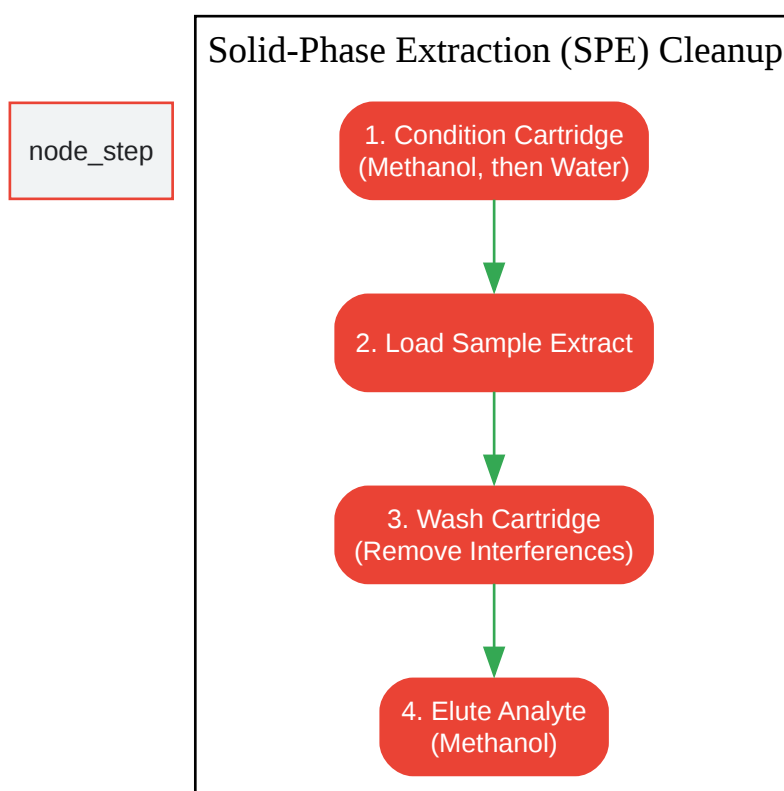 Solid-Phase Extraction (SPE) Cleanup
node_step
1. Condition Cartridge
(Methanol, then Water)
2. Load Sample Extract
3. Wash Cartridge
(Remove Interferences)
4. Elute Analyte
(Methanol)